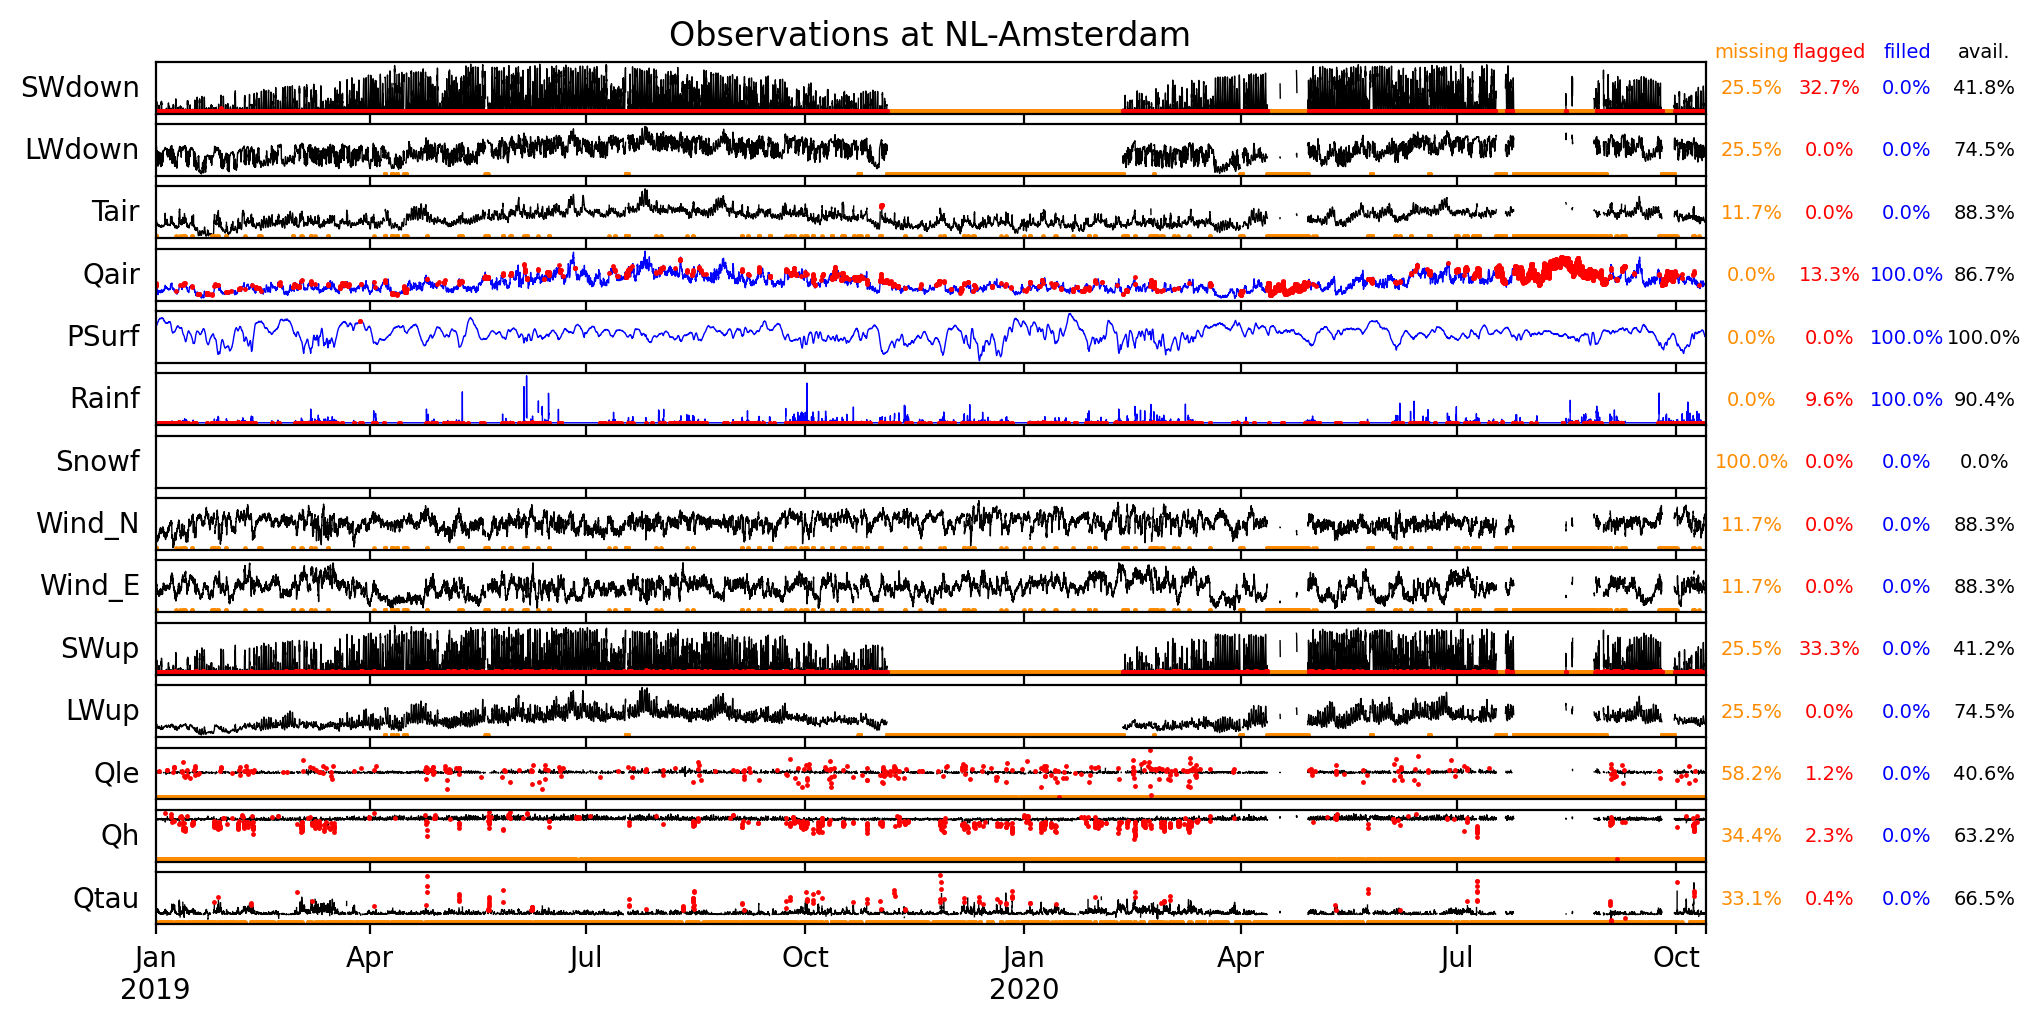 Observations at NL-Amsterdam
missing flagged filled avail.
SWdown 25.5% 32.7% 0.0% 41.8%
LWdown 25.5% 0.0% 0.0% 74.5%
Tair 11.7% 0.0% 0.0% 88.3%
Qair 0.0% 13.3% 100.0% 86.7%
PSurf 0.0% 0.0% 100.0% 100.0%
Rainf 0.0% 9.6% 100.0% 90.4%
Snowf 100.0% 0.0% 0.0% 0.0%
Wind_N 11.7% 0.0% 0.0% 88.3%
Wind_E 11.7% 0.0% 0.0% 88.3%
SWup 25.5% 33.3% 0.0% 41.2%
LWup 25.5% 0.0% 0.0% 74.5%
Qle 58.2% 1.2% 0.0% 40.6%
Qh 34.4% 2.3% 0.0% 63.2%
Qtau 33.1% 0.4% 0.0% 66.5%
Jan Apr Jul Oct Jan Apr Jul Oct
2019 2020